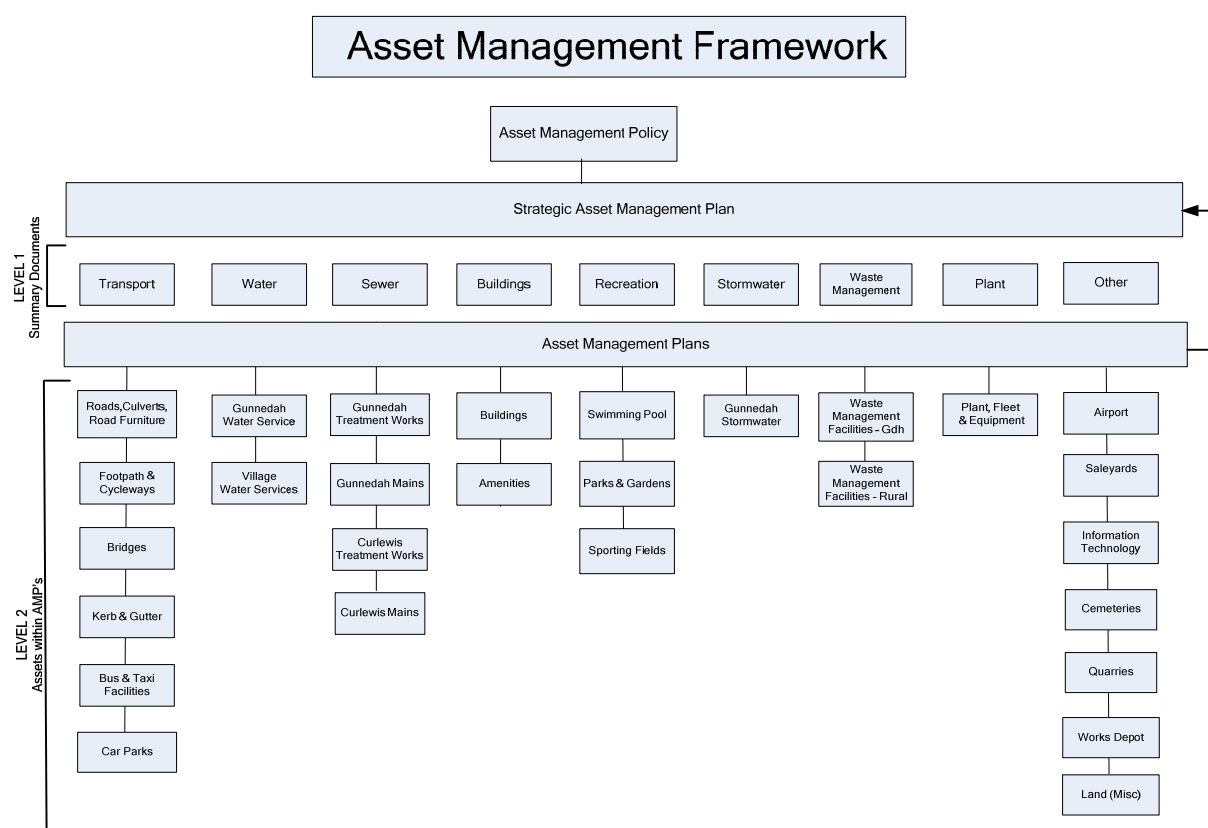 Asset Management Framework
Asset Management Policy
Strategic Asset Management Plan
LEVEL 1
Summary Documents
Transport
Water
Sewer
Buildings
Recreation
Stormwater
Waste
Management
Plant
Other
Asset Management Plans
LEVEL 2
Assets within AMP's
Roads,Culverts,
Road Furniture
Footpath &
Cycleways
Bridges
Kerb & Gutter
Bus & Taxi
Facilities
Car Parks
Gunnedah
Water Service
Village
Water Services
Gunnedah
Treatment Works
Gunnedah Mains
Curlewis
Treatment Works
Curlewis Mains
Buildings
Amenities
Swimming Pool
Parks & Gardens
Sporting Fields
Gunnedah
Stormwater
Waste
Management
Facilities - Gdh
Waste
Management
Facilities - Rural
Plant, Fleet
& Equipment
Airport
Saleyards
Information
Technology
Cemeteries
Quarries
Works Depot
Land (Misc)